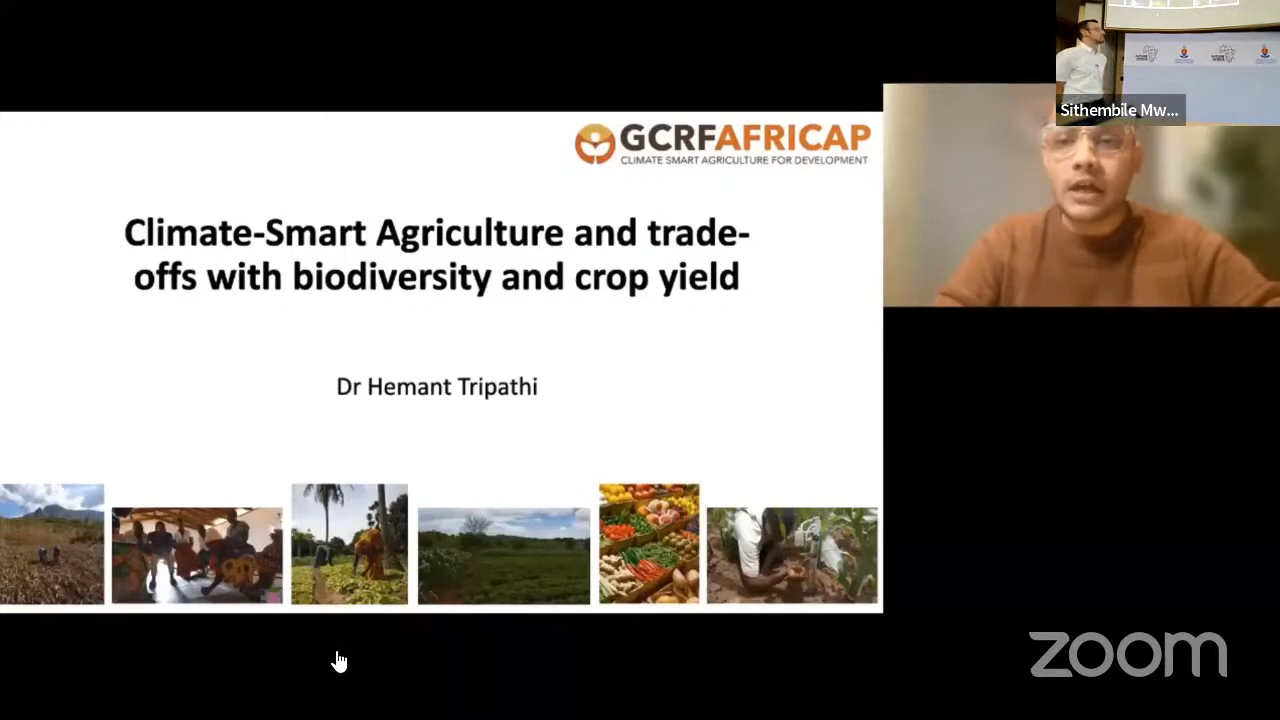 GCRFAFRICAP
CLIMATE SMART AGRICULTURE FOR DEVELOPMENT
Sithembile Mw...
Climate-Smart Agriculture and trade-
offs with biodiversity and crop yield
Dr Hemant Tripathi
zoom